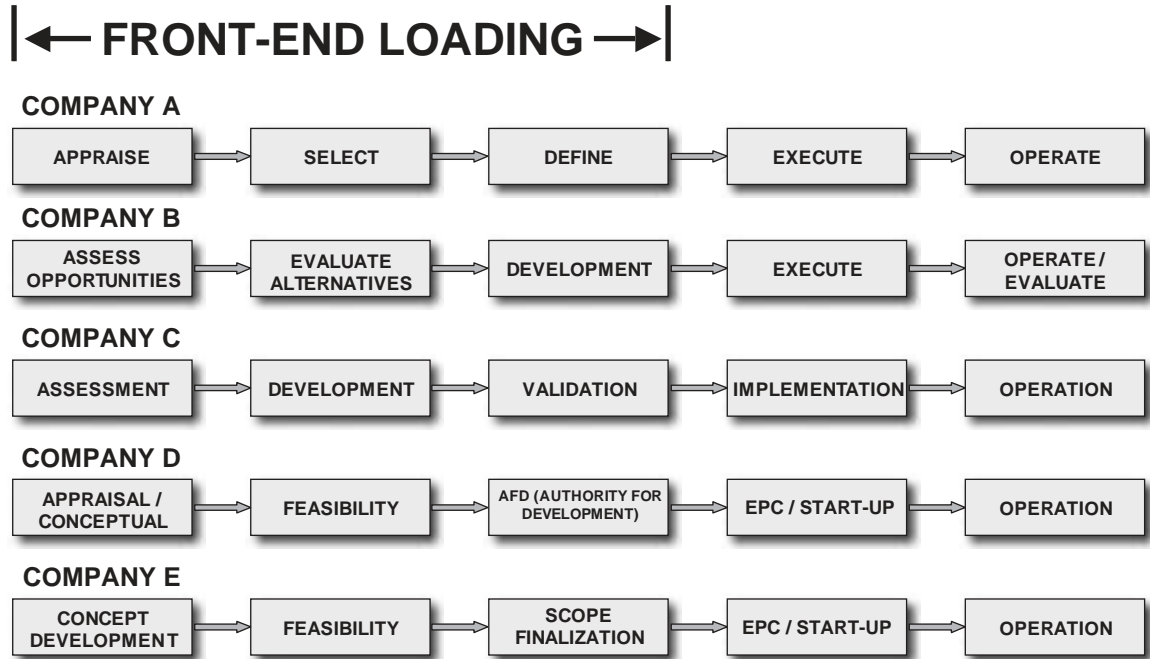 FRONT-END LOADING
COMPANY A
APPRAISE
SELECT
DEFINE
EXECUTE
OPERATE
COMPANY B
ASSESS
OPPORTUNITIES
EVALUATE
ALTERNATIVES
DEVELOPMENT
EXECUTE
OPERATE /
EVALUATE
COMPANY C
ASSESSMENT
DEVELOPMENT
VALIDATION
IMPLEMENTATION
OPERATION
COMPANY D
APPRAISAL /
CONCEPTUAL
FEASIBILITY
AFD (AUTHORITY FOR
DEVELOPMENT)
EPC / START-UP
OPERATION
COMPANY E
CONCEPT
DEVELOPMENT
FEASIBILITY
SCOPE
FINALIZATION
EPC / START-UP
OPERATION